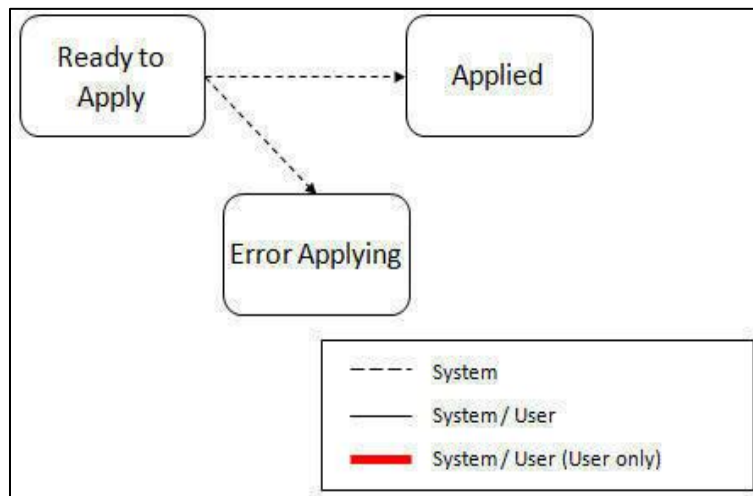 Ready to
Apply
Applied
Error Applying
System
System / User
System / User (User only)